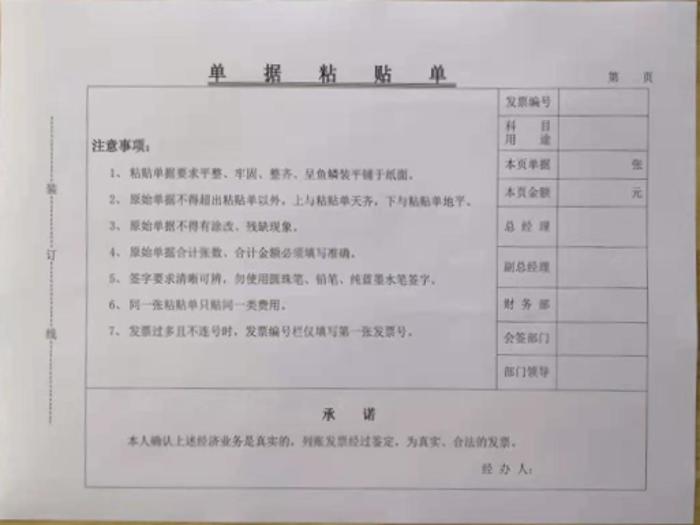 单 据 粘 贴 单
第 页
发票编号
科 目
用 途
本页单据 张
本页金额 元
总 经 理
副总经理
财 务 部
会签部门
部门领导
注意事项：
1、 粘贴单据要求平整、牢固、整齐、呈鱼鳞装平铺于纸面。
2、 原始单据不得超出粘贴单以外，上与粘贴单天齐，下与粘贴单地平。
3、 原始单据不得有涂改、残缺现象。
4、 原始单据合计张数、合计金额必须填写准确。
5、 签字要求清晰可辨，勿使用圆珠笔、铅笔、纯蓝墨水笔签字。
6、 同一张粘贴单只贴同一类费用。
7、 发票过多且不连号时，发票编号栏仅填写第一张发票号。
装
订
线
承 诺
本人确认上述经济业务是真实的，列账发票经过鉴定，为真实、合法的发票。
经 办 人：